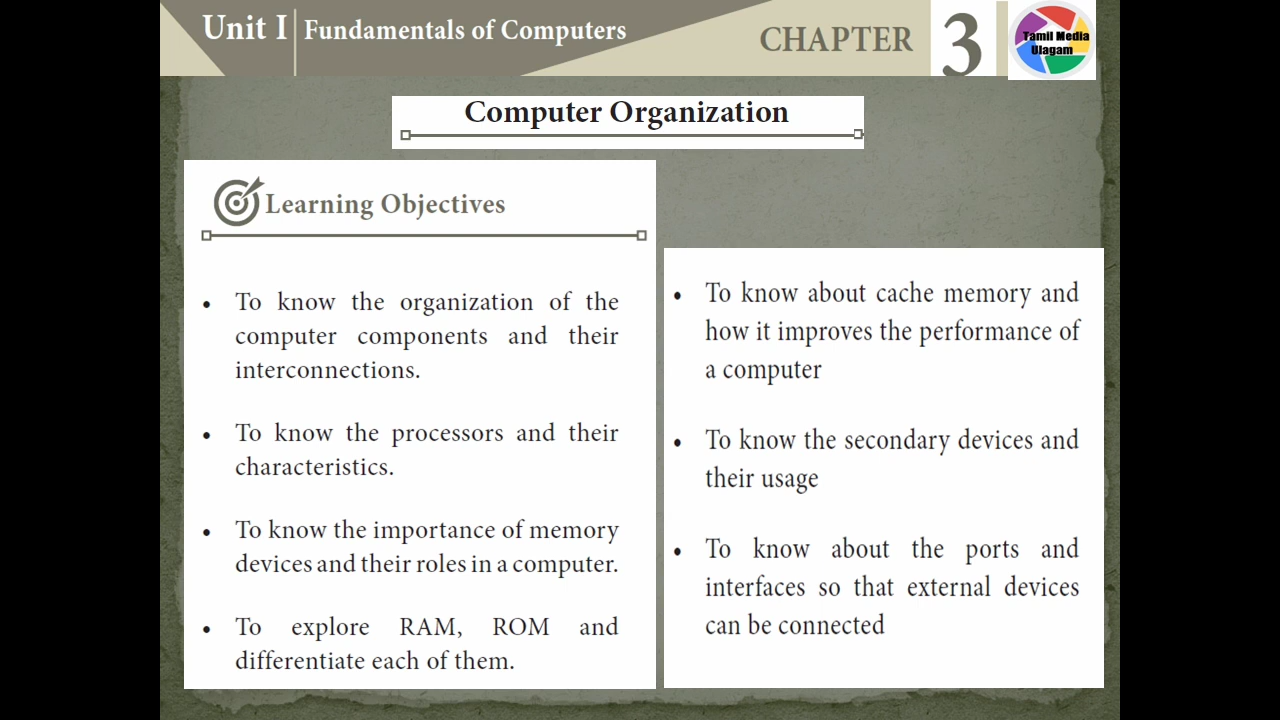 Unit I Fundamentals of Computers
CHAPTER 3
Tamil Media
Ulagam
Computer Organization
Learning Objectives
• To know the organization of the
computer components and their
interconnections.
• To know the processors and their
characteristics.
• To know the importance of memory
devices and their roles in a computer.
• To explore RAM, ROM and
differentiate each of them.
• To know about cache memory and
how it improves the performance of
a computer
• To know the secondary devices and
their usage
• To know about the ports and
interfaces so that external devices
can be connected